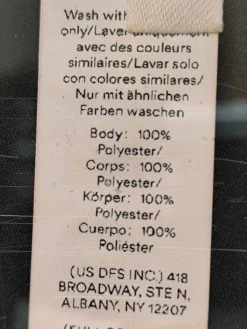 Wash with
only/Laver uniquement
avec des couleurs
similaires/Lavar solo
con colores similares/
Nur mit ähnlichen
Farben waschen
Body: 100%
Polyester/
Corps: 100%
Polyester/
Körper: 100%
Polyester/
Cuerpo: 100%
Poliéster
(US DFS INC.) 418
BROADWAY, STE N,
ALBANY, NY 12207